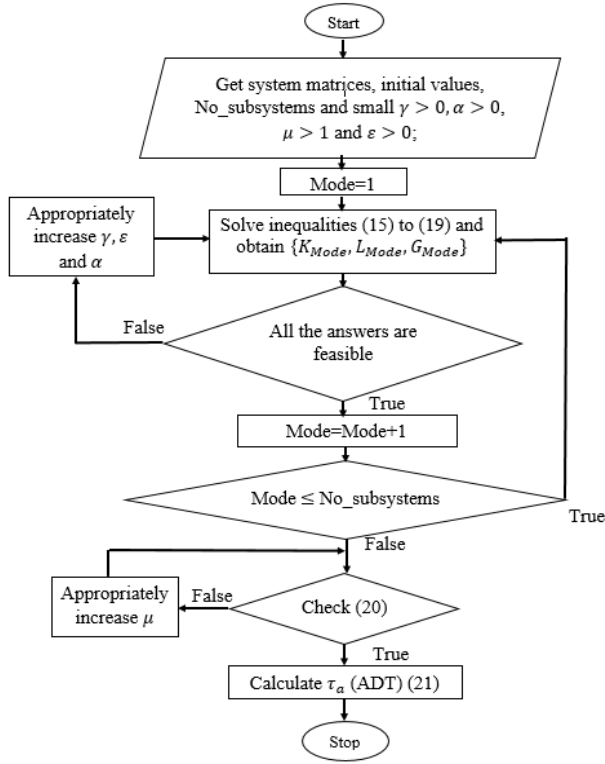 Start
Get system matrices, initial values,
No_subsystems and small γ > 0, α > 0,
μ > 1 and ε > 0;
Mode=1
Appropriately
increase γ, ε
and α
Solve inequalities (15) to (19) and
obtain {K_Mode, L_Mode, G_Mode}
False
All the answers are
feasible
True
Mode=Mode+1
Mode ≤ No_subsystems
True
False
Appropriately
increase μ
False
Check (20)
True
Calculate τ_a (ADT) (21)
Stop